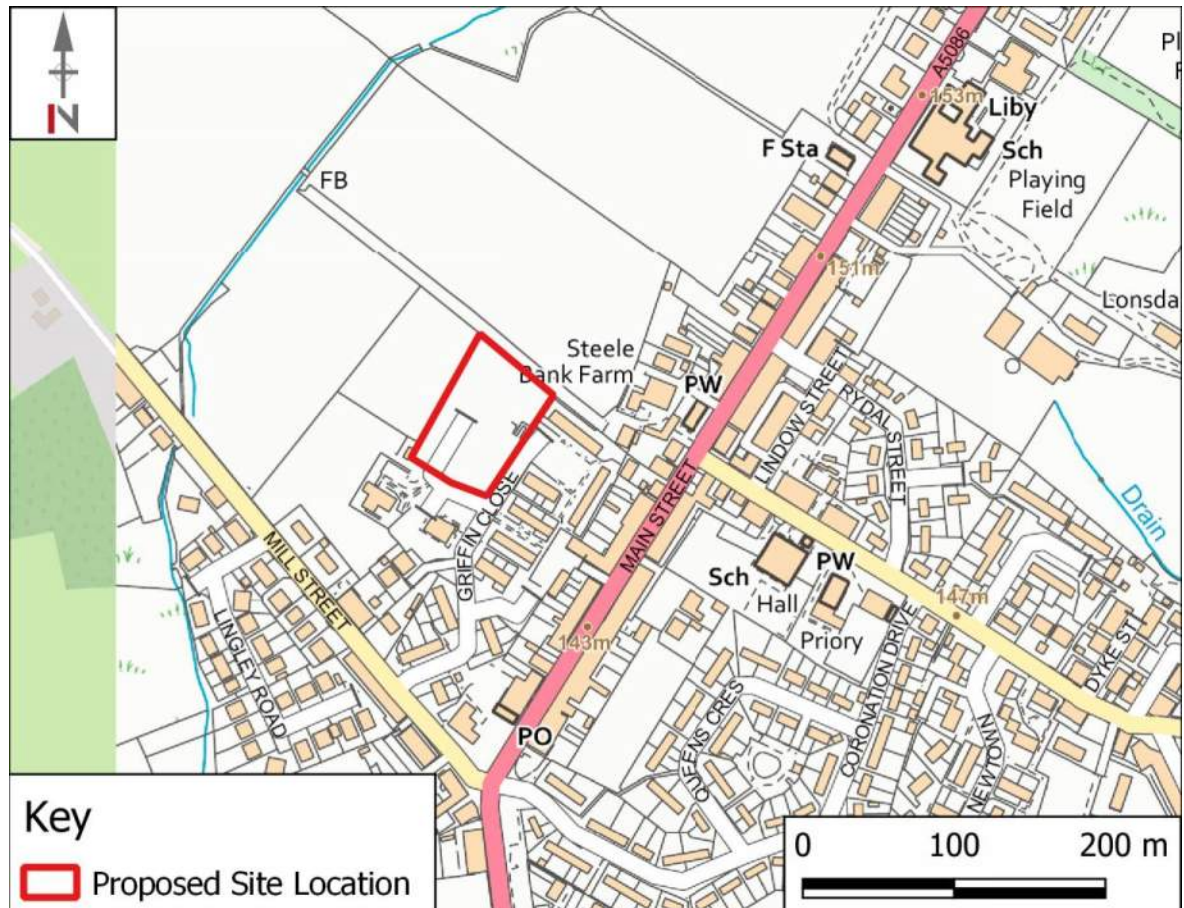 N
FB
F Sta
A5086
153m
Liby
Sch
Playing
Field
Pl
F
151m
Lonsda
Steele
Bank Farm
PW
LINDOW STREET
RYDAL STREET
MAIN STREET
Drain
GRIFFIN CLOSE
MILL STREET
LINGLEY ROAD
Sch
Hall
PW
Priory
147m
143m
PO
QUEENS CRES
CORONATION DRIVE
NEWTON
DYKE ST
Key
Proposed Site Location
0 100 200 m